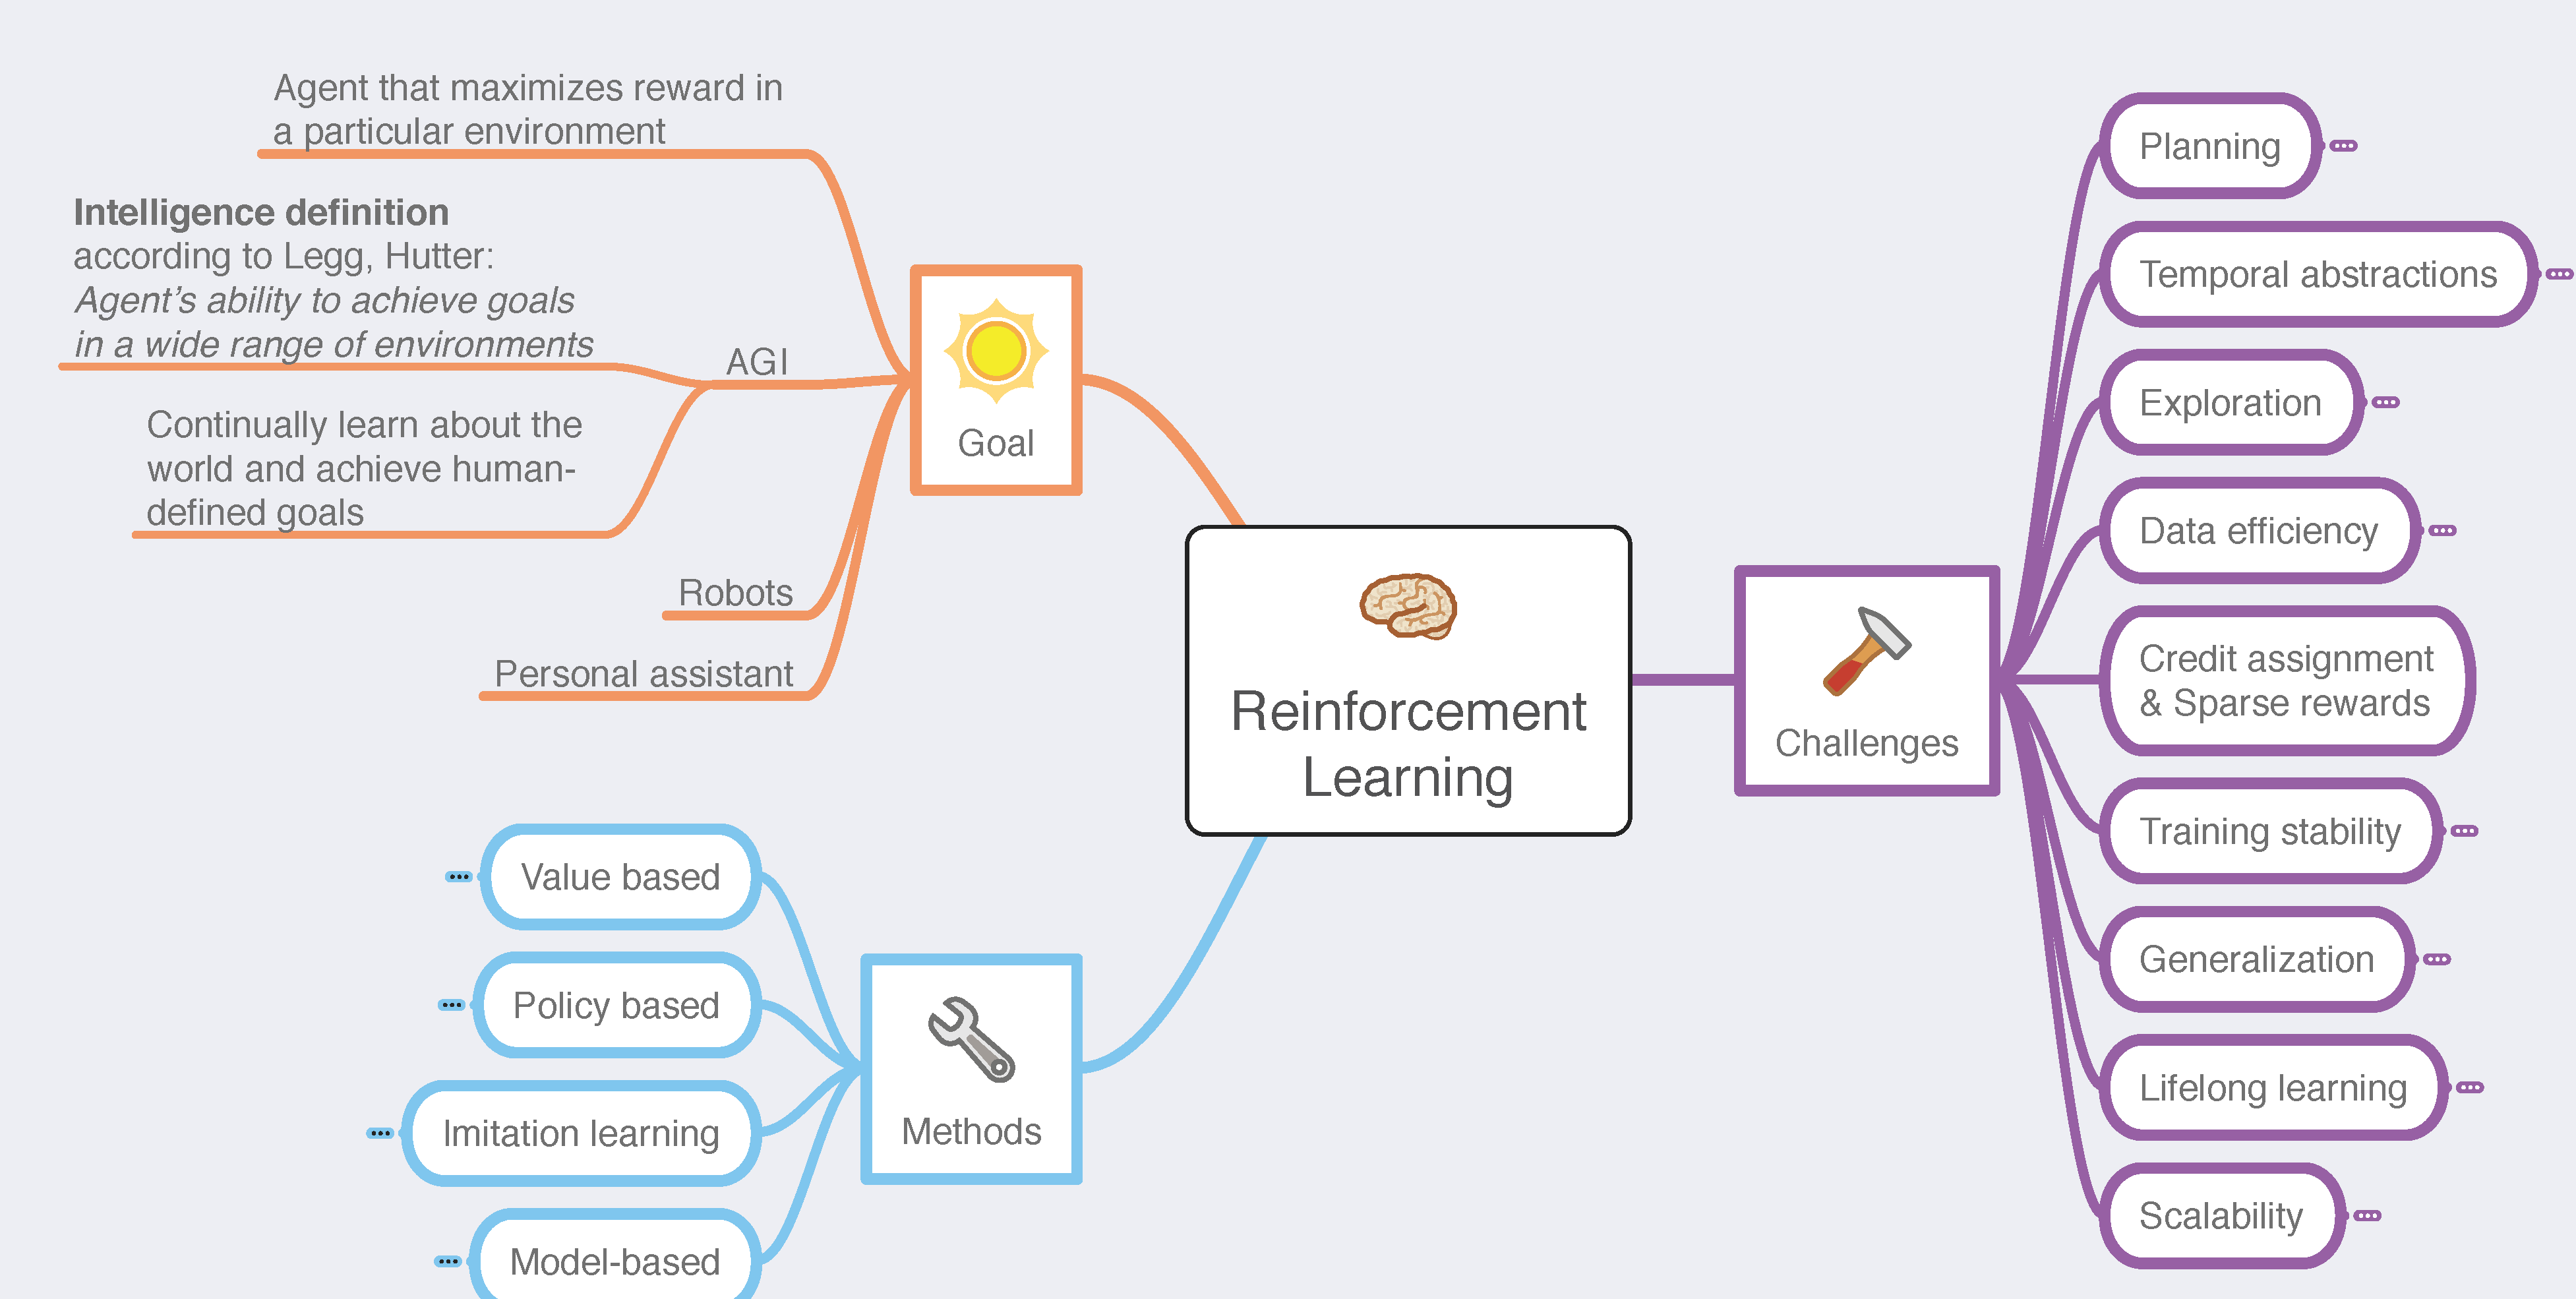 Agent that maximizes reward in
a particular environment
Intelligence definition
according to Legg, Hutter:
Agent's ability to achieve goals
in a wide range of environments
AGI
Continually learn about the
world and achieve human-
defined goals
Robots
Personal assistant
Goal
Reinforcement
Learning
Value based
Policy based
Imitation learning
Model-based
Methods
Challenges
Planning
Temporal abstractions
Exploration
Data efficiency
Credit assignment
& Sparse rewards
Training stability
Generalization
Lifelong learning
Scalability